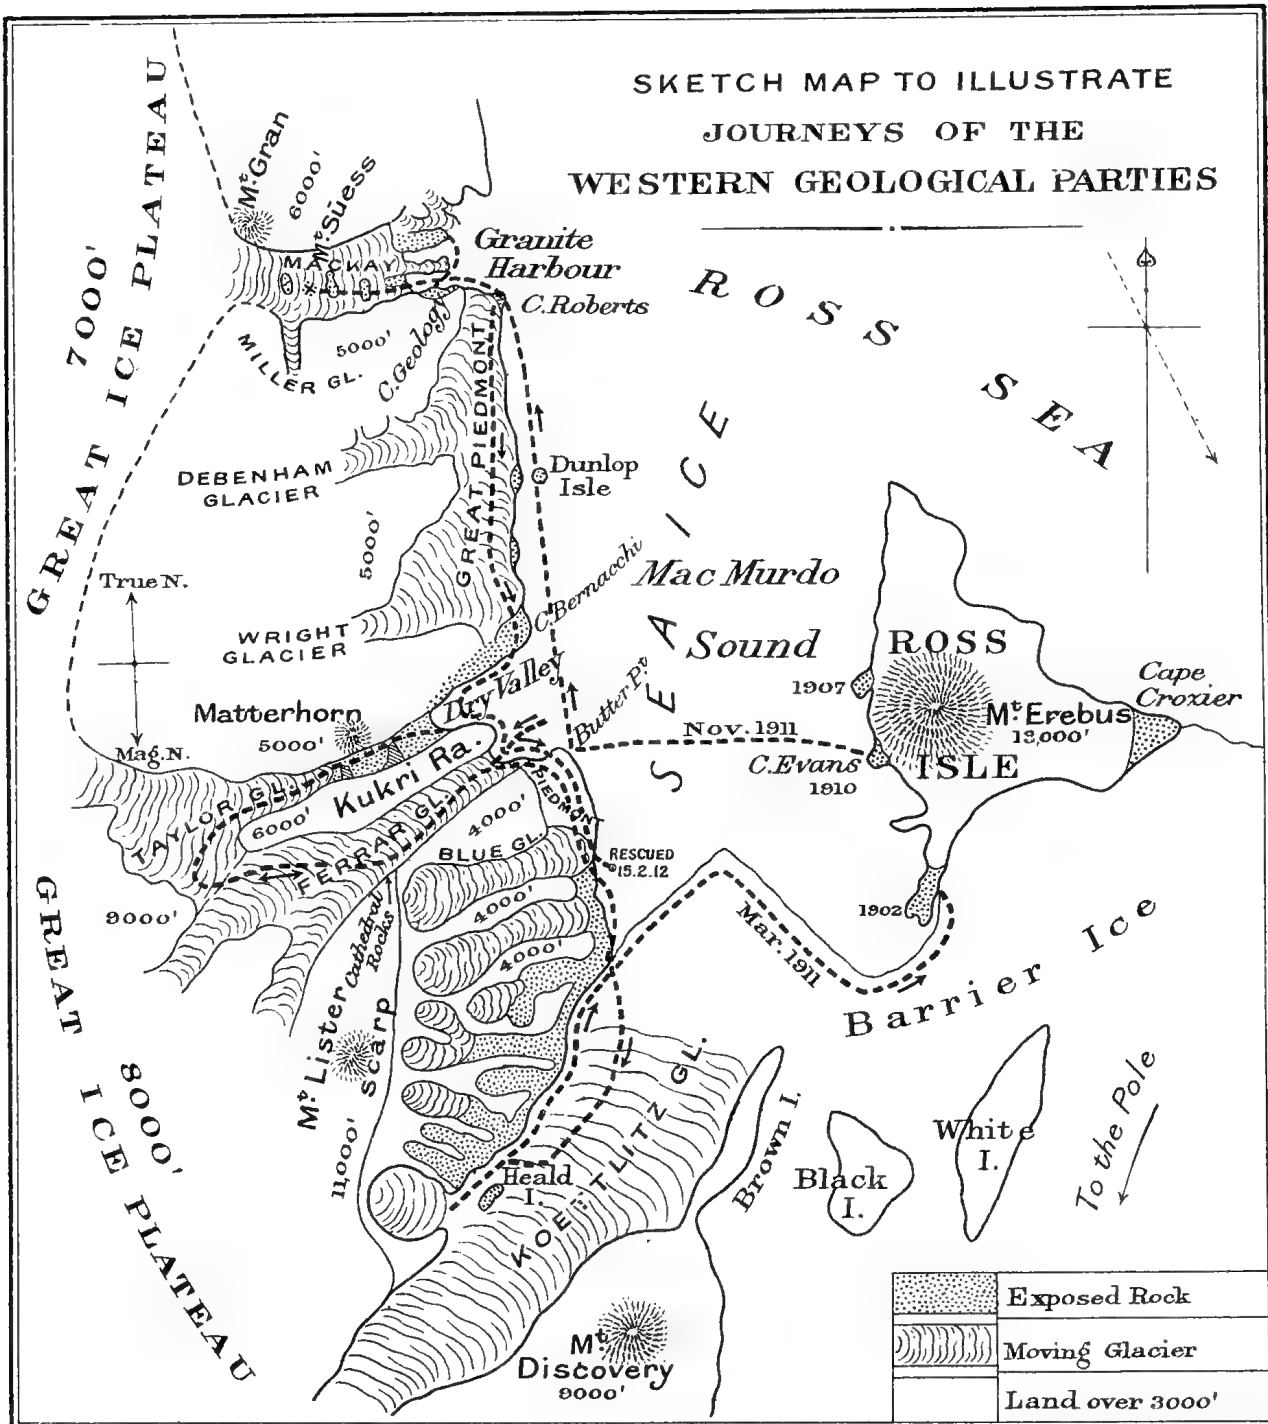 SKETCH MAP TO ILLUSTRATE
JOURNEYS OF THE
WESTERN GEOLOGICAL PARTIES
GREAT ICE PLATEAU
7000'
Mt. Gran
6000'
Mt. Süess
MACKAY
Granite
Harbour
C. Roberts
C. Geology
5000'
MILLER GL.
GREAT PIEDMONT
DEBENHAM
GLACIER
Dunlop
Isle
5000'
C. Bernacchi
WRIGHT
GLACIER
ROSS SEA
SEA ICE
MacMurdo
Sound
True N.
Mag. N.
Matterhorn
5000'
Dry Valley
Butter Pt.
Nov. 1911
1907
ROSS
ISLE
Mt. Erebus
13,000'
Cape
Croxier
C. Evans
1910
TAYLOR GL.
6000'
Kukri Ra.
FERRAR GL.
4000'
PIEDMONT
BLUE GL.
RESCUED
15.2.12
4000'
4000'
9000'
Cathedral
Rocks
Mt. Lister
scarp
11,000'
GREAT ICE PLATEAU
8000'
1902
Mar. 1911
Barrier Ice
KOETTLITZ GL.
Heald
I.
Brown I.
Black
I.
White
I.
To the Pole
Mt.
Discovery
9000'
Exposed Rock
Moving Glacier
Land over 3000'